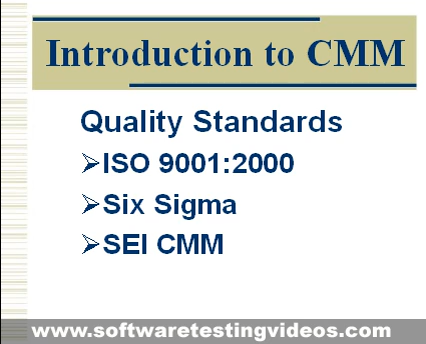 Introduction to CMM
Quality Standards
➢ISO 9001:2000
➢Six Sigma
➢SEI CMM
www.softwaretestingvideos.com